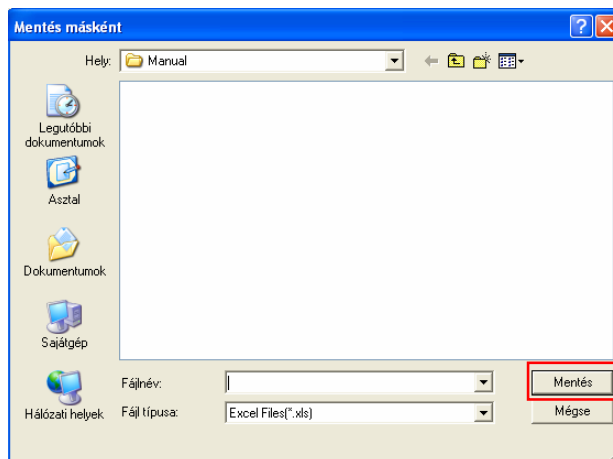 Mentés másként
Hely:
Manual
Legutóbbi
dokumentumok
Asztal
Dokumentumok
Sajátgép
Hálózati helyek
Fájlnév:
Mentés
Fájl típusa:
Excel Files(*.xls)
Mégse